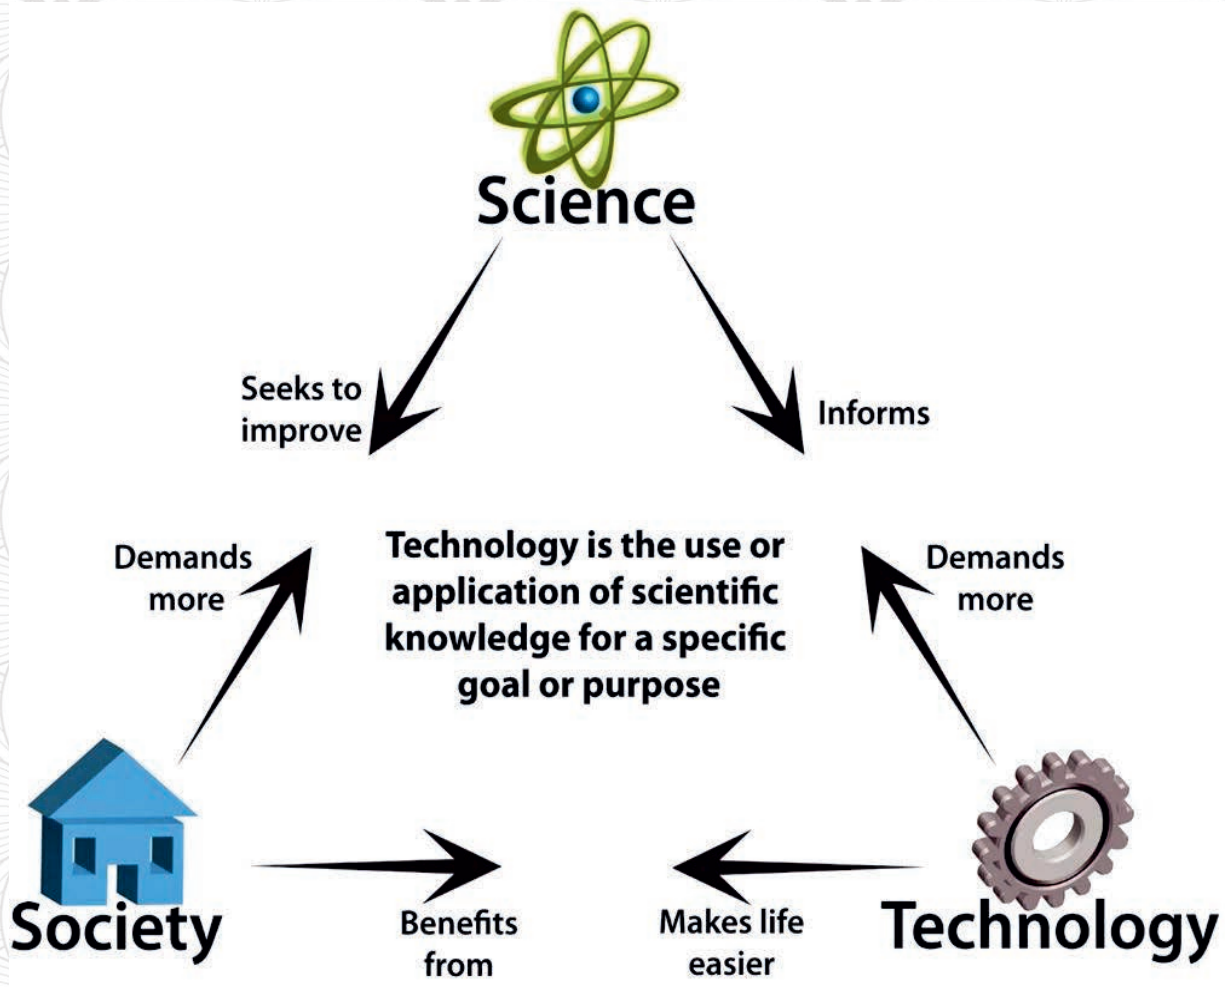 Science
Seeks to
improve
Informs
Demands
more
Technology is the use or
application of scientific
knowledge for a specific
goal or purpose
Demands
more
Society
Benefits
from
Makes life
easier
Technology